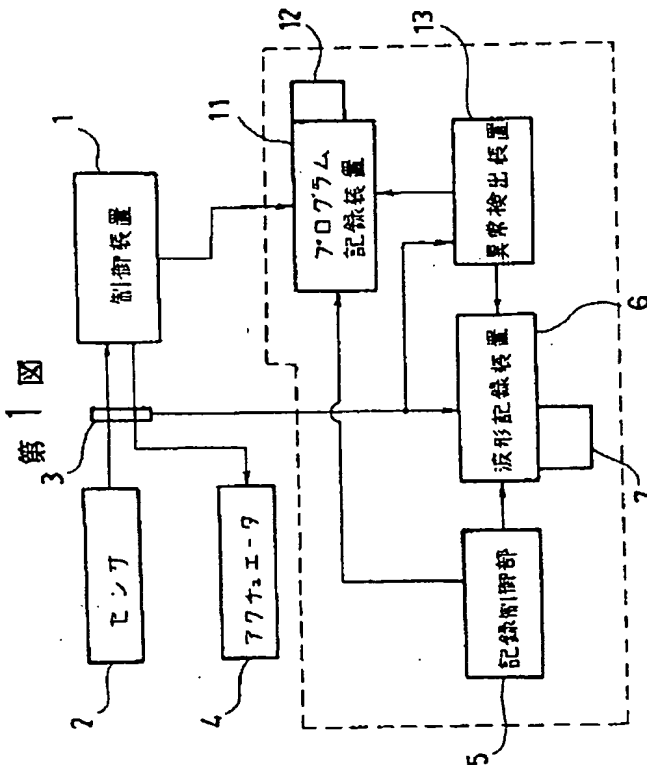 第1図
1
制御装置
2
センサ
3
4
アクチュエータ
11
プログラム
記録装置
12
13
異常検出装置
波形記録装置
6
7
記録制御部
5